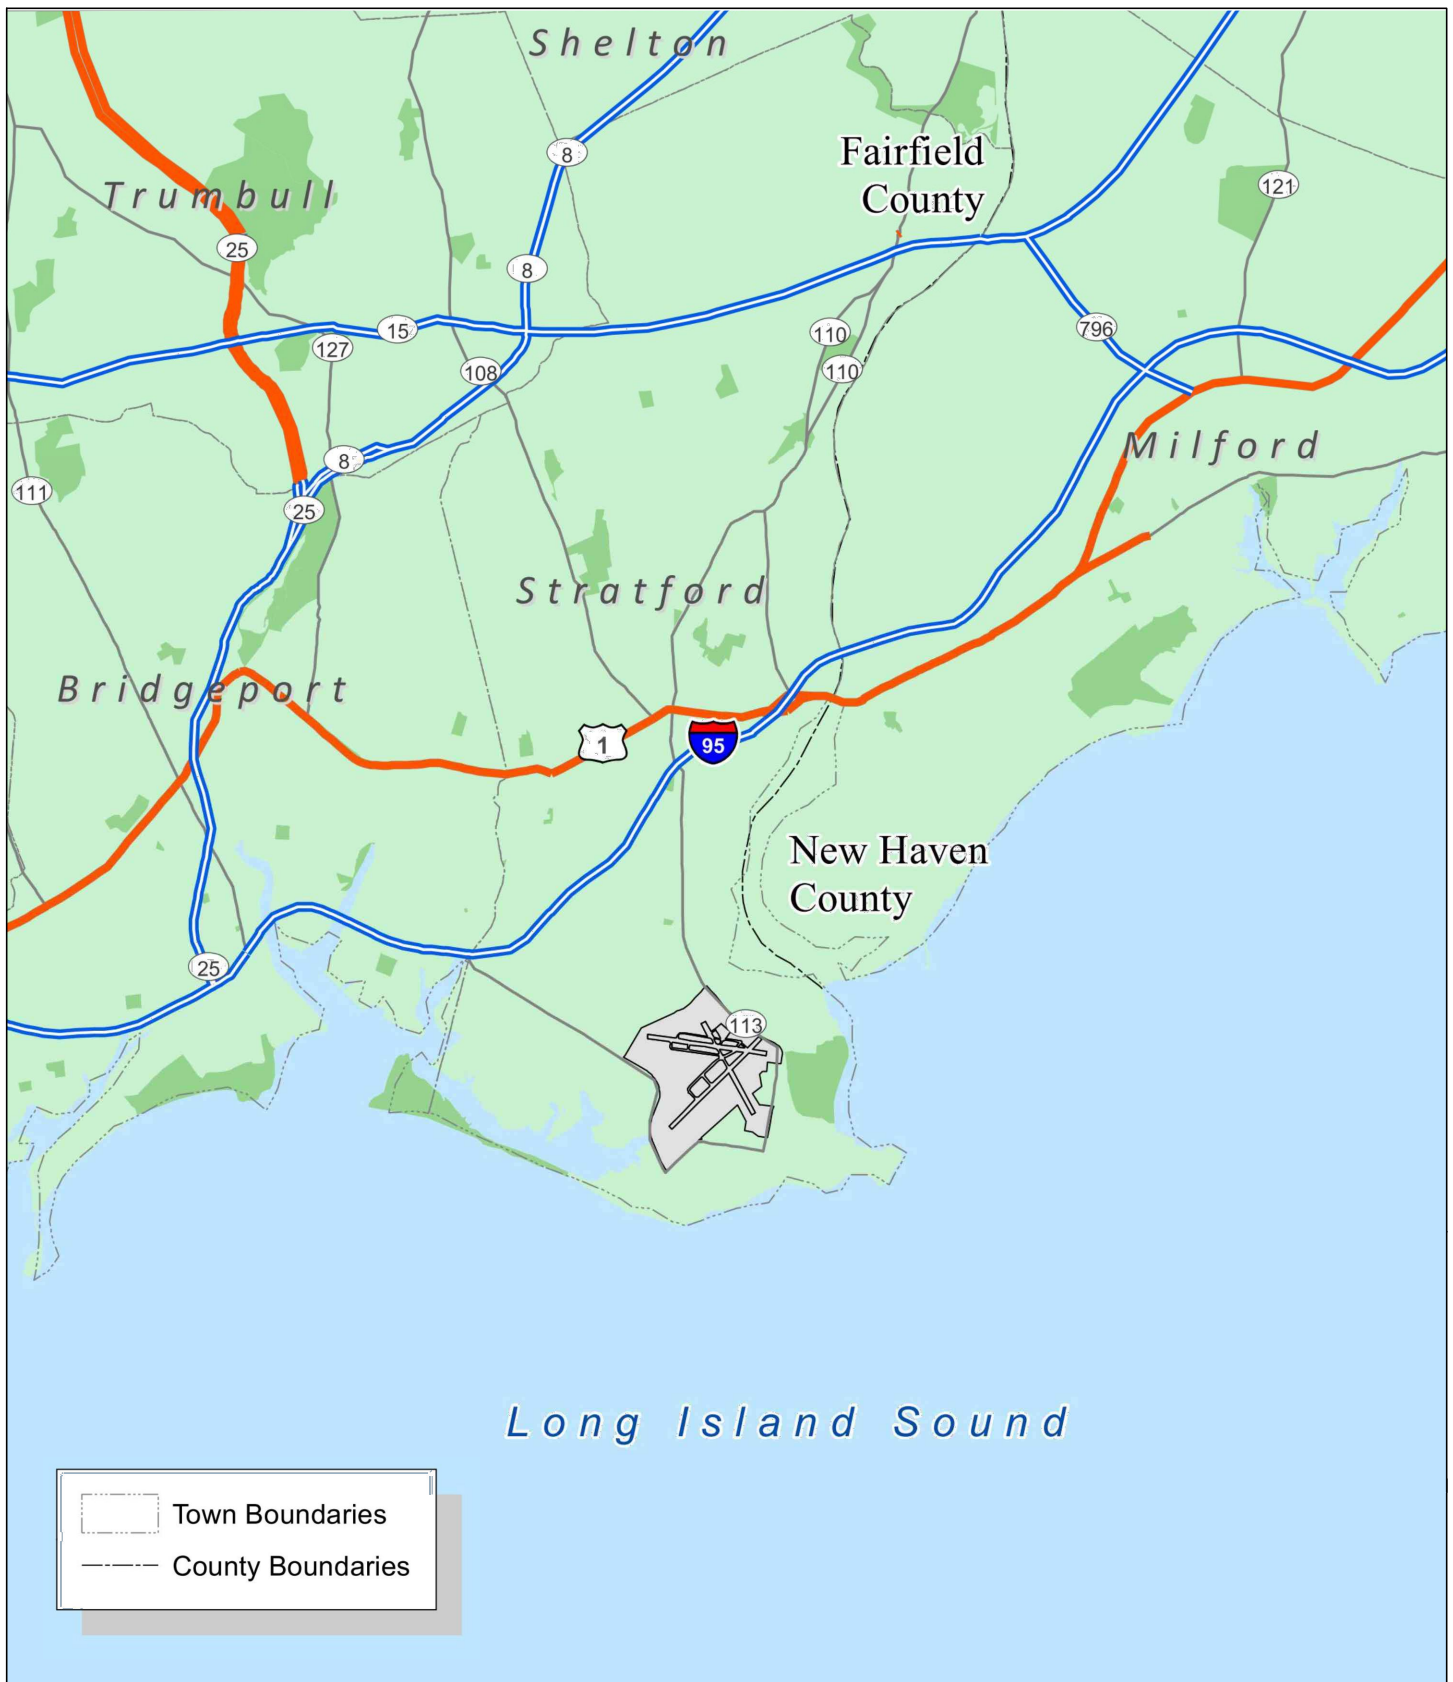 Shelton
8
Fairfield
County
121
Trumbull
25
8
15
127
110
796
108
110
Milford
8
111
25
Stratford
Bridgeport
1
95
New Haven
County
25
113
Long Island Sound
Town Boundaries
County Boundaries